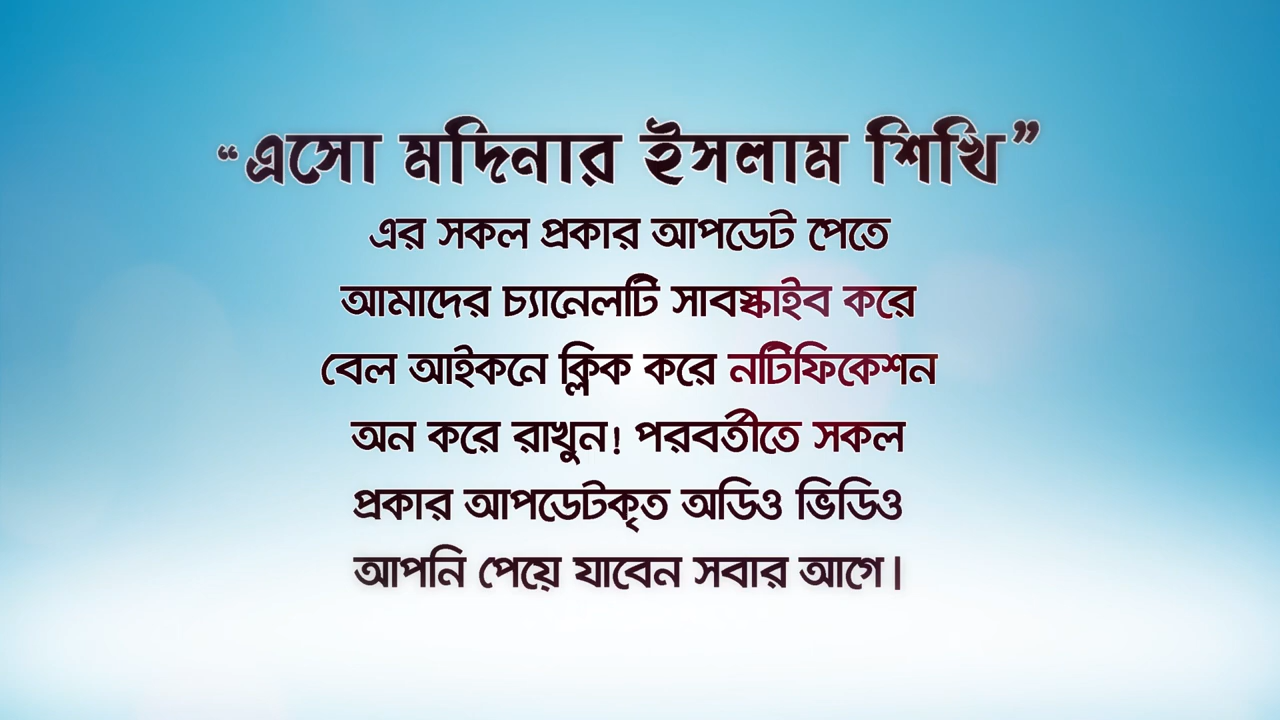 “এসো মদিনার ইসলাম শিখি”
এর সকল প্রকার আপডেট পেতে
আমাদের চ্যানেলটি সাবস্কাইব করে
বেল আইকনে ক্লিক করে নটিফিকেশন
অন করে রাখুন! পরবর্তীতে সকল
প্রকার আপডেটকৃত অডিও ভিডিও
আপনি পেয়ে যাবেন সবার আগে।